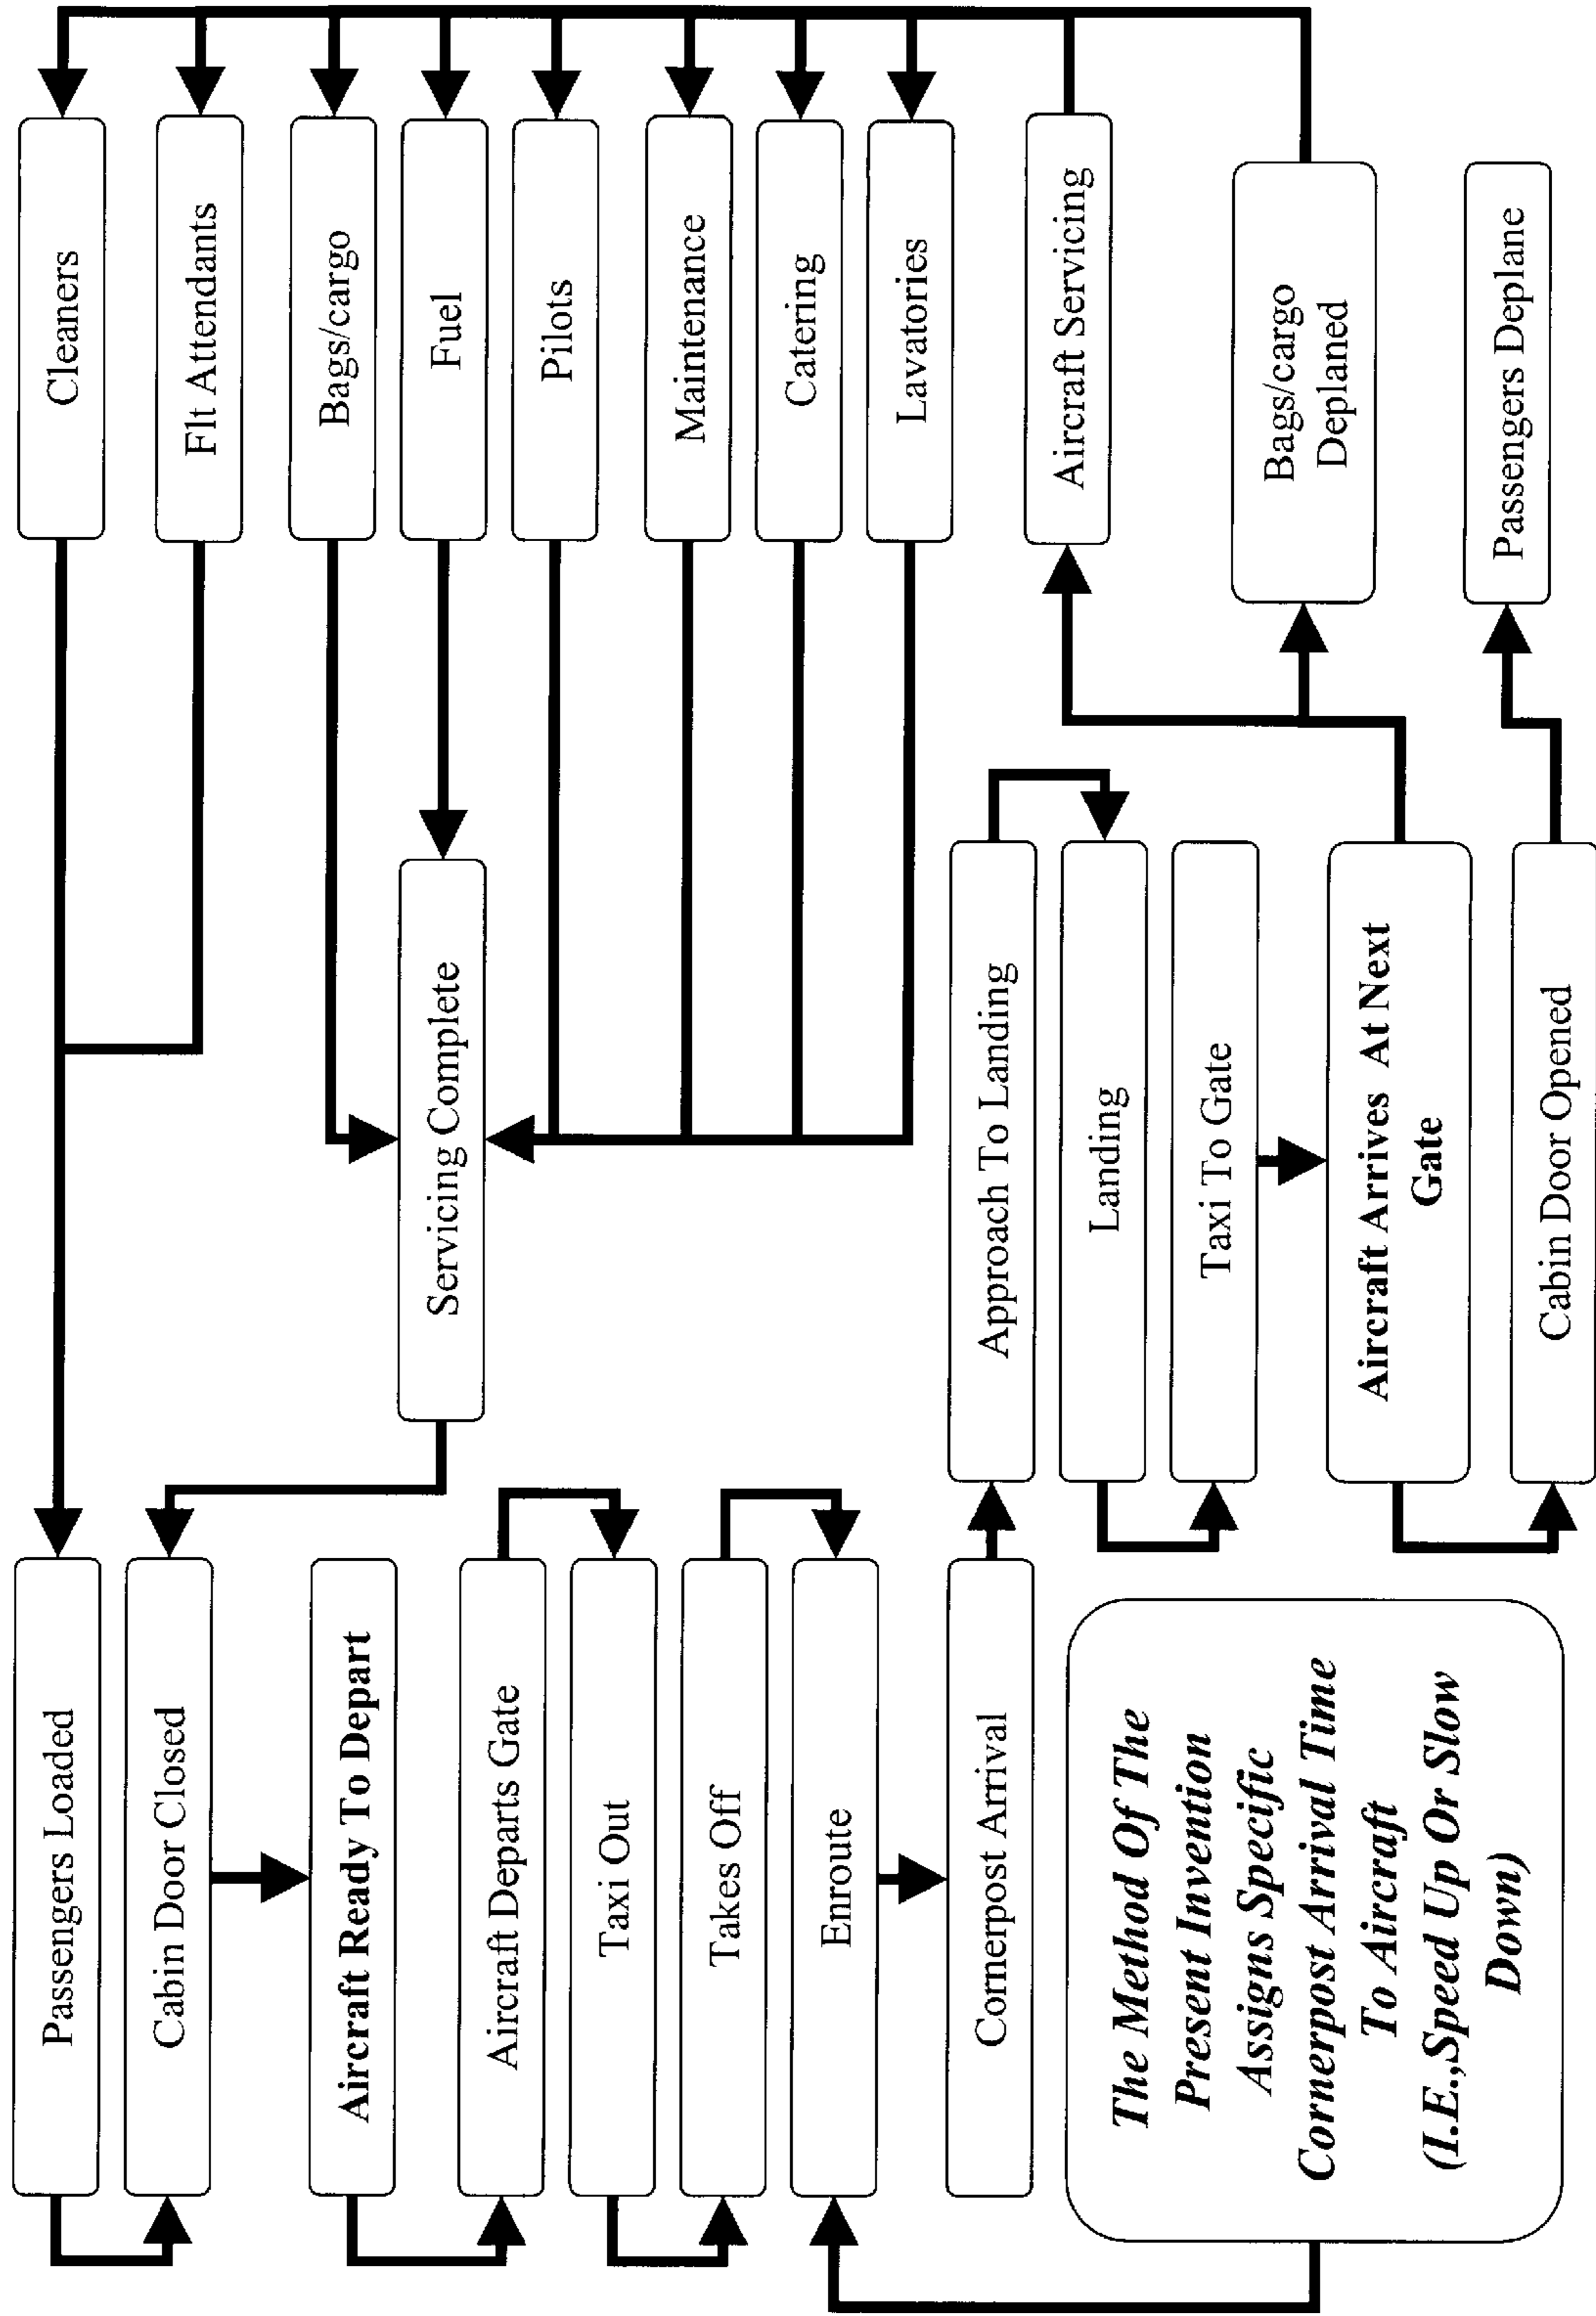 Passengers Loaded
Cabin Door Closed
Aircraft Ready To Depart
Aircraft Departs Gate
Taxi Out
Takes Off
Enroute
Cornerpost Arrival
The Method Of The
Present Invention
Assigns Specific
Cornerpost Arrival Time
To Aircraft
(I.E.,Speed Up Or Slow
Down)
Servicing Complete
Approach To Landing
Landing
Taxi To Gate
Aircraft Arrives At Next
Gate
Cabin Door Opened
Cleaners
Flt Attendants
Bags/cargo
Fuel
Pilots
Maintenance
Catering
Lavatories
Aircraft Servicing
Bags/cargo
Deplaned
Passengers Deplane